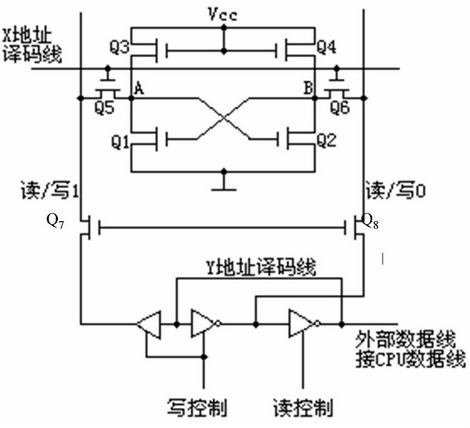 Vcc
X地址
译码线
Q3
Q4
Q5
A
B
Q6
Q1
Q2
读/写1
读/写0
Q7
Q8
Y地址译码线
外部数据线
接CPU数据线
写控制
读控制